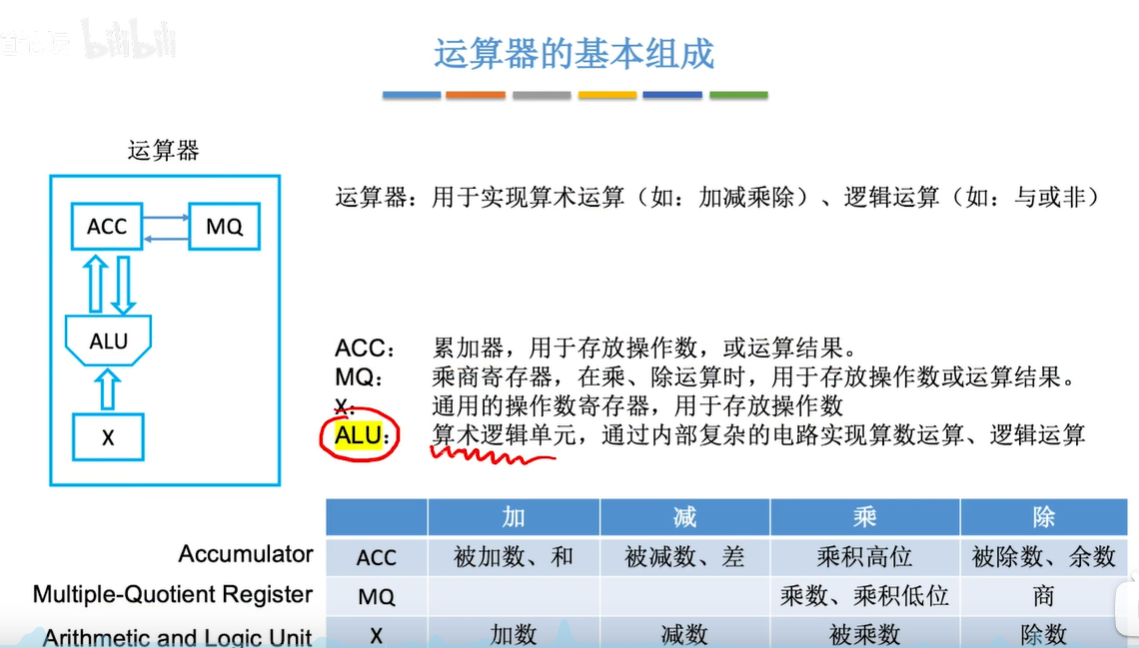 bilibili
运算器的基本组成
运算器
ACC
MQ
ALU
X
运算器：用于实现算术运算（如：加减乘除）、逻辑运算（如：与或非）
ACC： 累加器，用于存放操作数，或运算结果。
MQ： 乘商寄存器，在乘、除运算时，用于存放操作数或运算结果。
X： 通用的操作数寄存器，用于存放操作数
ALU： 算术逻辑单元，通过内部复杂的电路实现算数运算、逻辑运算
加 减 乘 除
Accumulator ACC 被加数、和 被减数、差 乘积高位 被除数、余数
Multiple-Quotient Register MQ 乘数、乘积低位 商
Arithmetic and Logic Unit X 加数 减数 被乘数 除数